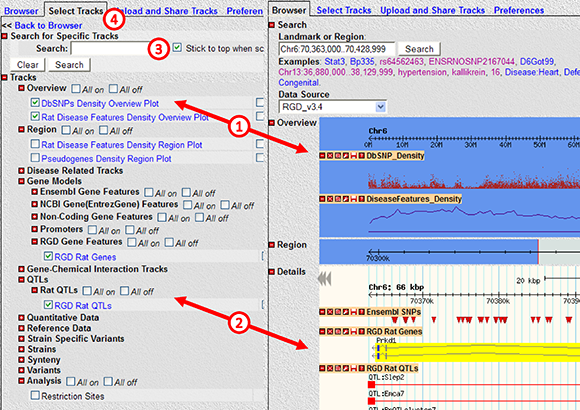 Browser Select Tracks 4 Upload and Share Tracks Preferen
<< Back to Browser
Search for Specific Tracks
Search: 3 Stick to top when sc
Clear Search
Tracks
Overview All on All off
DbSNPs Density Overview Plot
Rat Disease Features Density Overview Plot
Region All on All off
Rat Disease Features Density Region Plot
Pseudogenes Density Region Plot
Disease Related Tracks
Gene Models
Ensembl Gene Features All on All off
NCBI (EntrezGene) Features All on All off
Non-Coding Gene Features All on All off
Promoters All on All off
RGD Gene Features All on All off
RGD Rat Genes
Gene-Chemical Interaction Tracks
QTLs
Rat QTLs All on All off
RGD Rat QTLs
Quantitative Data
Reference Data
Strain Specific Variants
Strains
Synteny
Variants
Analysis All on All off
Restriction Sites
1
2
Browser Select Tracks Upload and Share Tracks Preferences
Search
Landmark or Region:
Chr6:70,363,000..70,428,999 Search
Examples: Stat3, Bp335, rs64562463, ENSRNOSNP2167044, D6Got99,
Chr13:36,880,000..38,129,999, hypertension, kallikrein, 16, Disease:Heart, Defe
Congenital.
Data Source
RGD_v3.4
Overview
Chr6
0M 10M 20M 30M 40M 50M 60M
DbSNP_Density
DiseaseFeatures_Density
Region
70300k
Details
Chr6: 66 kbp
20 kbp
70370k 70380k 70390k
Ensembl SNPs
RGD Rat Genes
Prkd1
RGD Rat QTLs
QTL:Slep2
QTL:Emca7